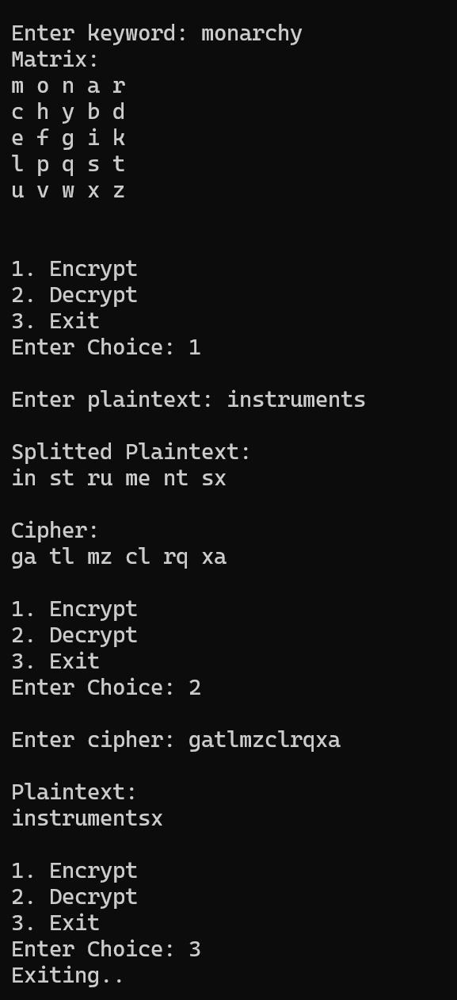 Enter keyword: monarchy
Matrix:
m o n a r
c h y b d
e f g i k
l p q s t
u v w x z
1. Encrypt
2. Decrypt
3. Exit
Enter Choice: 1
Enter plaintext: instruments
Splitted Plaintext:
in st ru me nt sx
Cipher:
ga tl mz cl rq xa
1. Encrypt
2. Decrypt
3. Exit
Enter Choice: 2
Enter cipher: gatlmzclrqxa
Plaintext:
instrumentsx
1. Encrypt
2. Decrypt
3. Exit
Enter Choice: 3
Exiting..